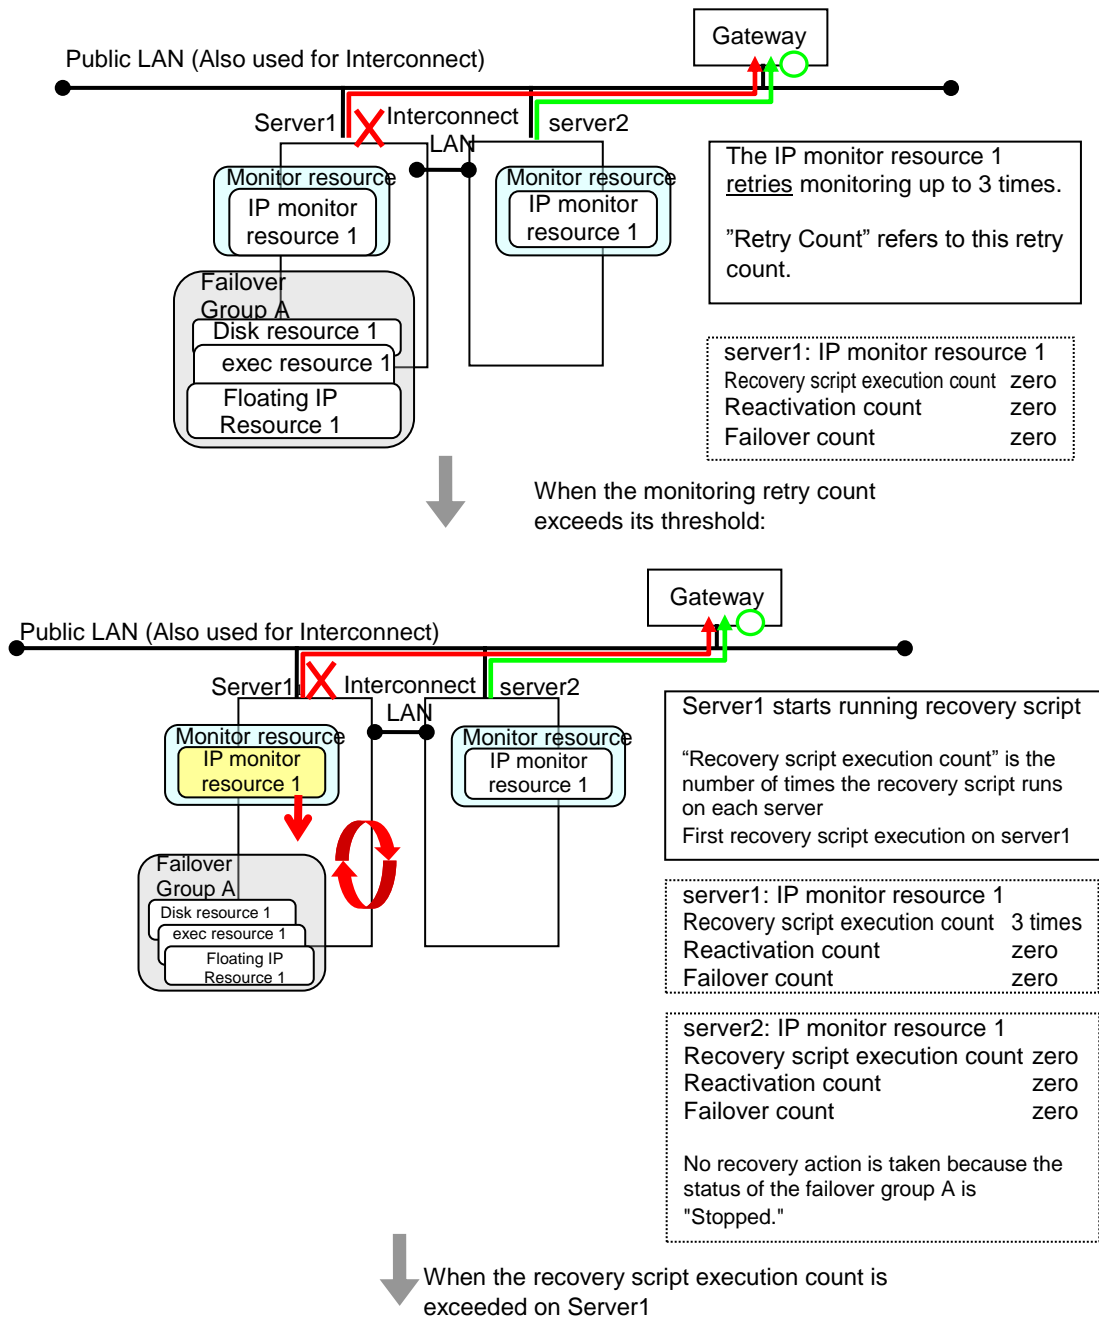 Gateway
Public LAN (Also used for Interconnect)
Server1
Interconnect
LAN
server2
Monitor resource
IP monitor
resource 1
Monitor resource
IP monitor
resource 1
Failover
Group A
Disk resource 1
exec resource 1
Floating IP
Resource 1
The IP monitor resource 1
retries monitoring up to 3 times.
”Retry Count” refers to this retry
count.
server1: IP monitor resource 1
Recovery script execution count zero
Reactivation count zero
Failover count zero
When the monitoring retry count
exceeds its threshold:
Gateway
Public LAN (Also used for Interconnect)
Server1
Interconnect
LAN
server2
Monitor resource
IP monitor
resource 1
Monitor resource
IP monitor
resource 1
Failover
Group A
Disk resource 1
exec resource 1
Floating IP
Resource 1
Server1 starts running recovery script
“Recovery script execution count” is the
number of times the recovery script runs
on each server
First recovery script execution on server1
server1: IP monitor resource 1
Recovery script execution count 3 times
Reactivation count zero
Failover count zero
server2: IP monitor resource 1
Recovery script execution count zero
Reactivation count zero
Failover count zero
No recovery action is taken because the
status of the failover group A is
"Stopped."
When the recovery script execution count is
exceeded on Server1